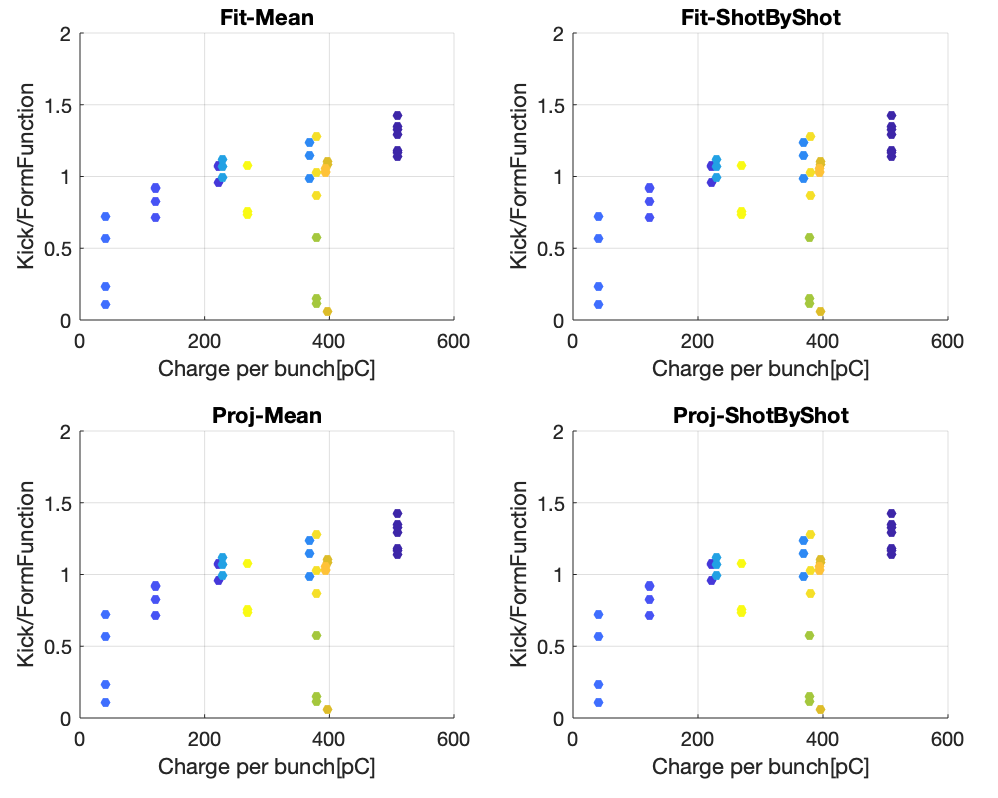 Fit-Mean
2
1.5
1
0.5
0
Kick/FormFunction
0 200 400 600
Charge per bunch[pC]
Fit-ShotByShot
2
1.5
1
0.5
0
Kick/FormFunction
0 200 400 600
Charge per bunch[pC]
Proj-Mean
2
1.5
1
0.5
0
Kick/FormFunction
0 200 400 600
Charge per bunch[pC]
Proj-ShotByShot
2
1.5
1
0.5
0
Kick/FormFunction
0 200 400 600
Charge per bunch[pC]